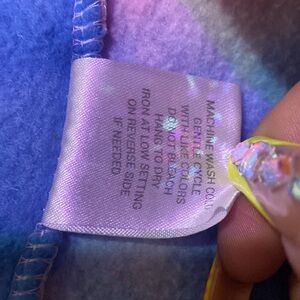 MACHINE WASH COLD
GENTLE CYCLE
WITH LIKE COLORS
DO NOT BLEACH
HANG TO DRY
IRON AT LOW SETTING
ON REVERSE SIDE
IF NEEDED